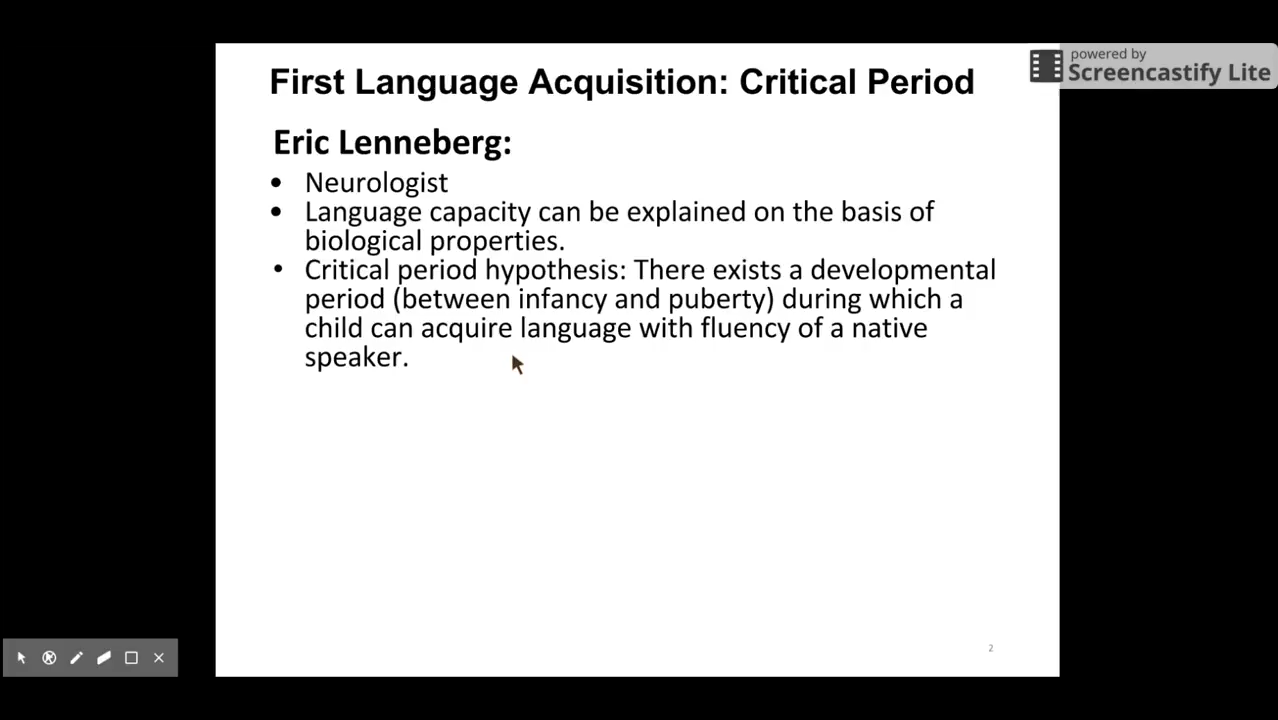 powered by
Screencastify Lite
First Language Acquisition: Critical Period
Eric Lenneberg:
• Neurologist
• Language capacity can be explained on the basis of
biological properties.
• Critical period hypothesis: There exists a developmental
period (between infancy and puberty) during which a
child can acquire language with fluency of a native
speaker.
2